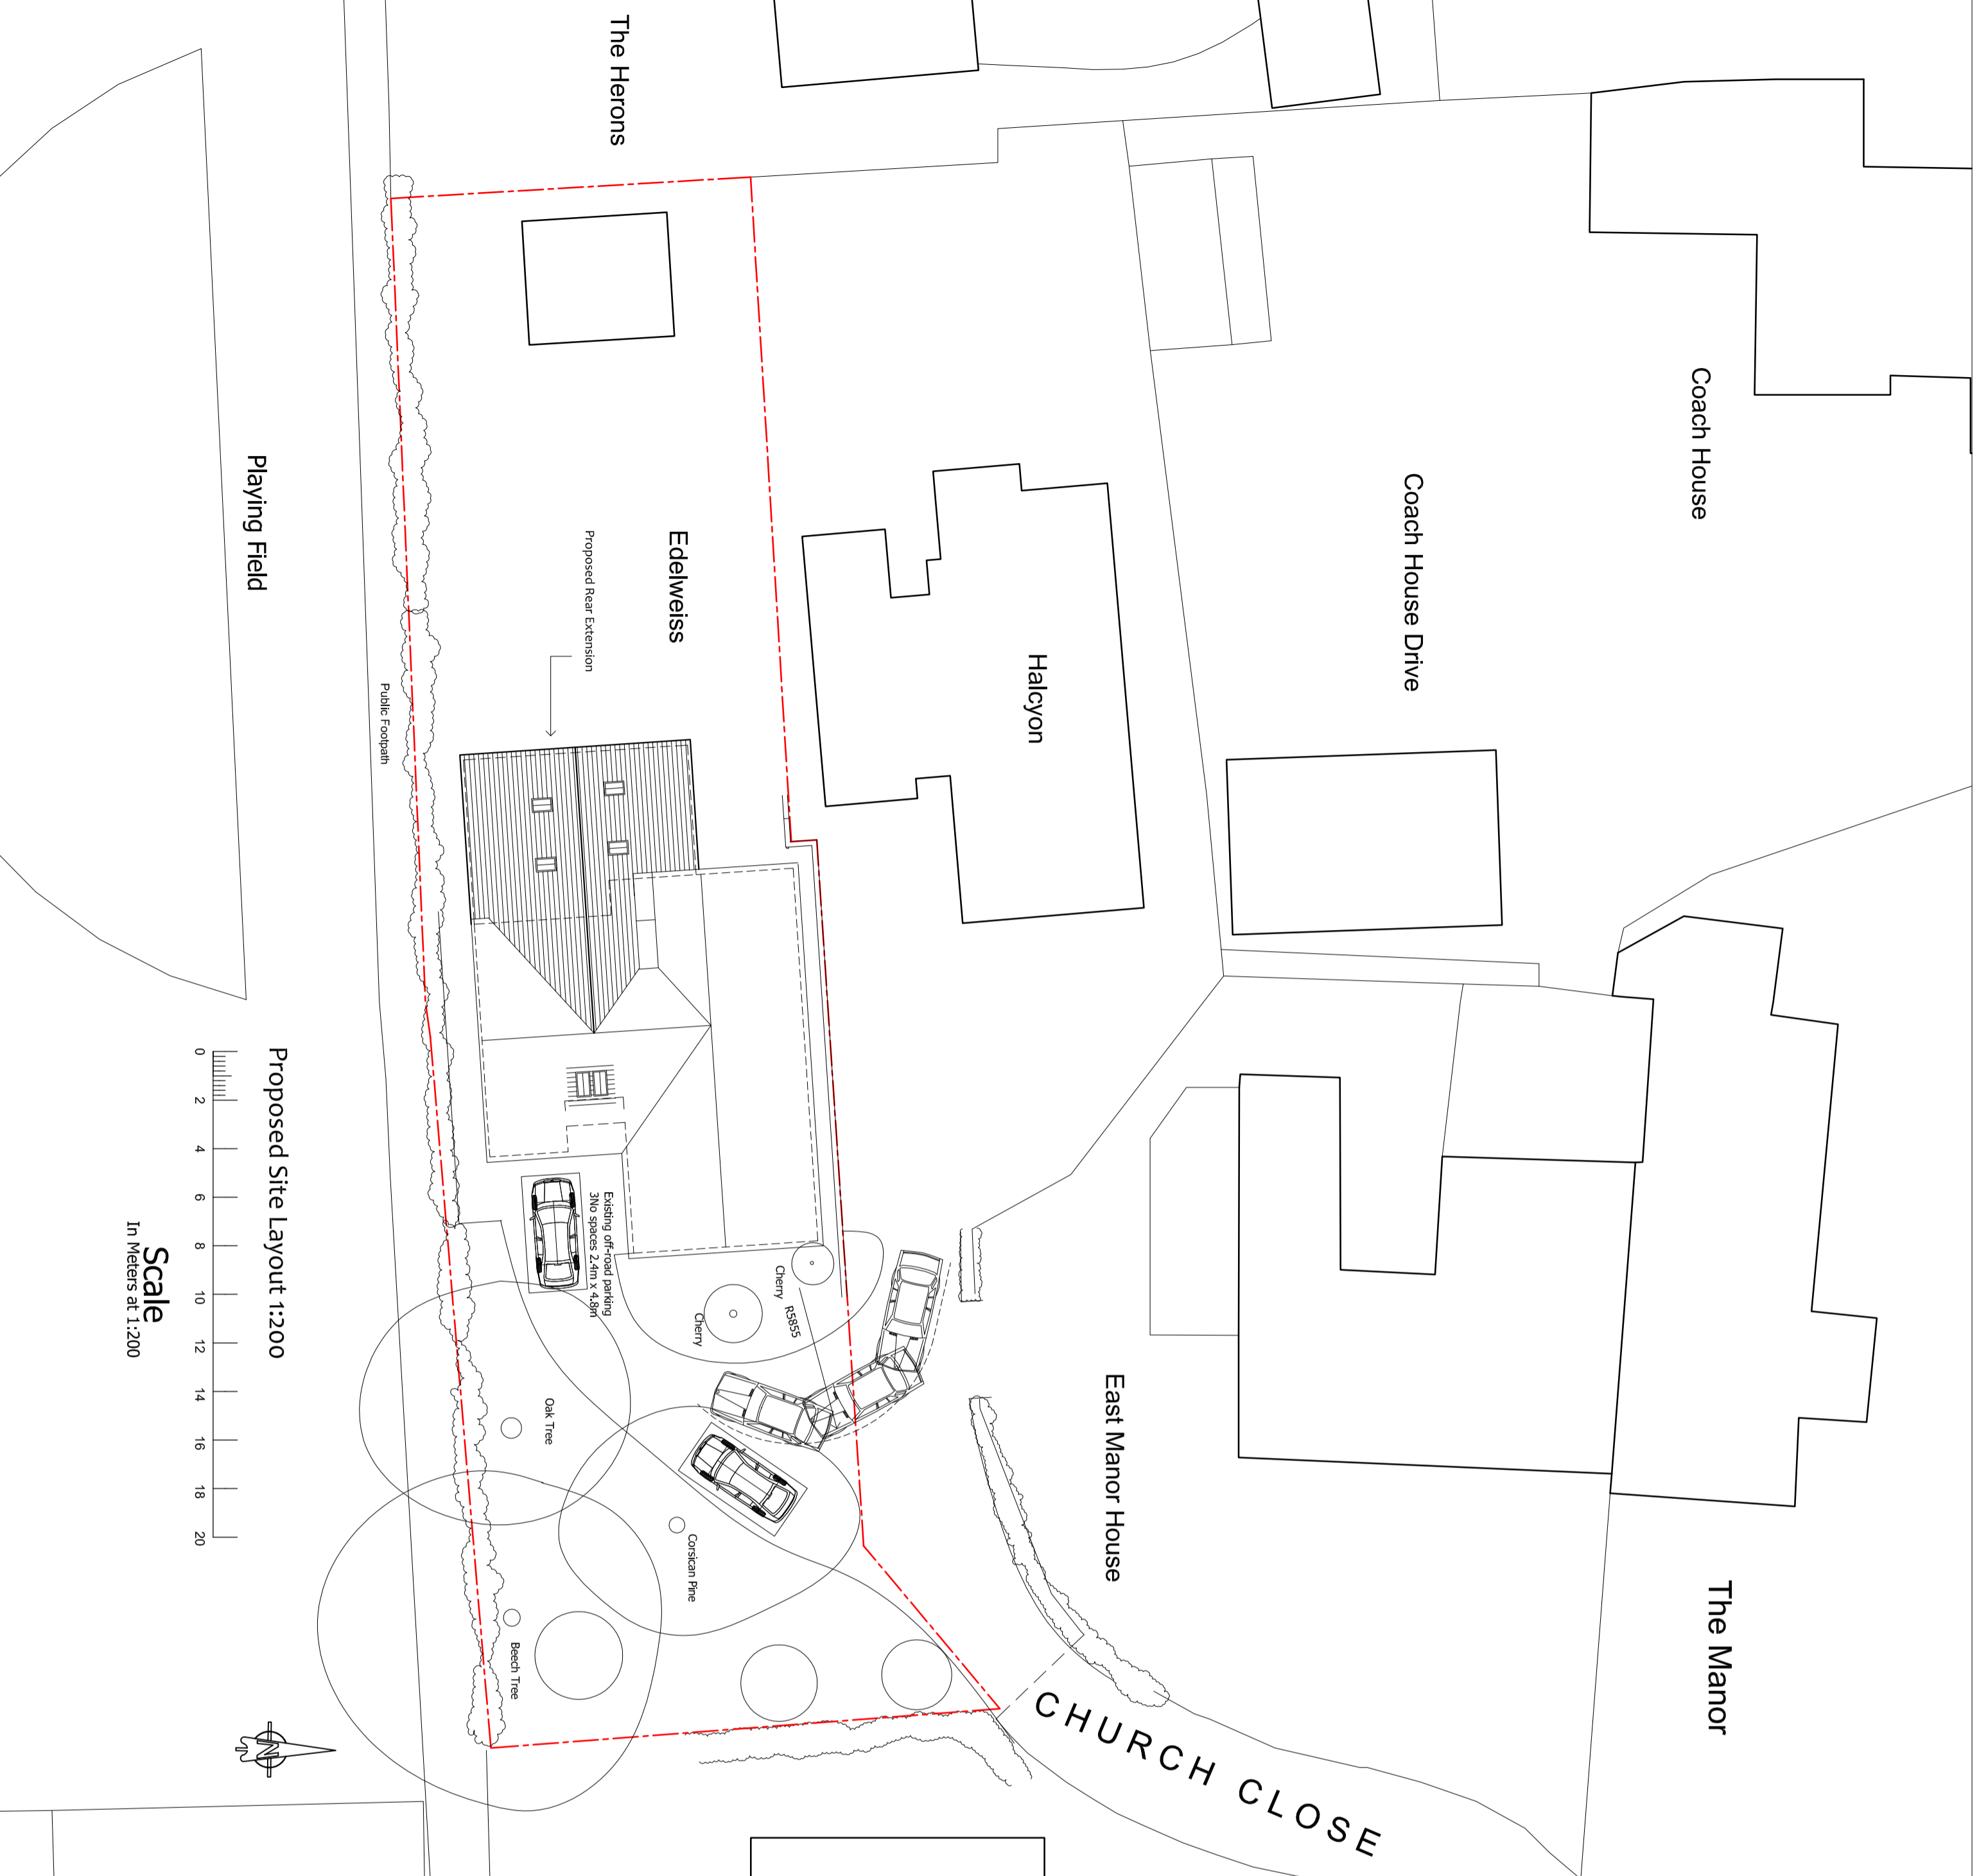 The Herons
Coach House
Coach House Drive
Halcyon
Edelweiss
Proposed Rear Extension
Playing Field
Public Footpath
Existing off-road parking
3No spaces 2.4m x 4.8m
Cherry
Cherry
R5855
Oak Tree
Corsican Pine
Beech Tree
East Manor House
The Manor
CHURCH CLOSE
Proposed Site Layout 1:200
0 2 4 6 8 10 12 14 16 18 20
Scale
In Meters at 1:200
N